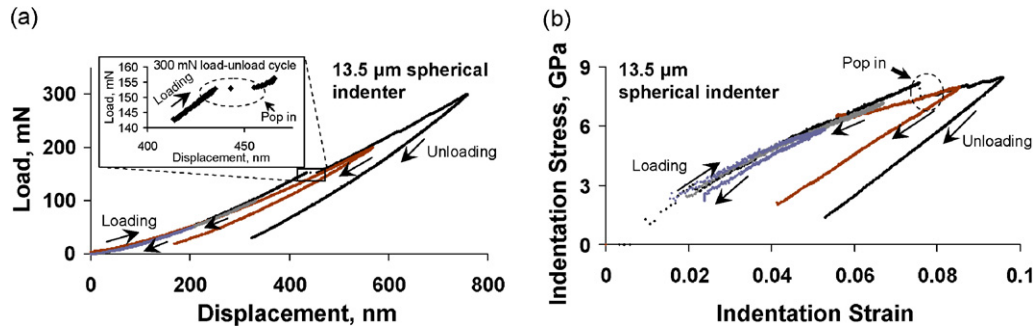 (a)
300 mN load-unload cycle
Load, mN
160
155
150
145
140
Loading
Pop in
400
450
Displacement, nm
13.5 µm spherical
indenter
Load, mN
400
300
200
100
0
Loading
Unloading
0
200
400
600
800
Displacement, nm
(b)
Indentation Stress, GPa
9
6
3
0
13.5 µm
spherical indenter
Pop in
Loading
Unloading
0
0.02
0.04
0.06
0.08
0.1
Indentation Strain